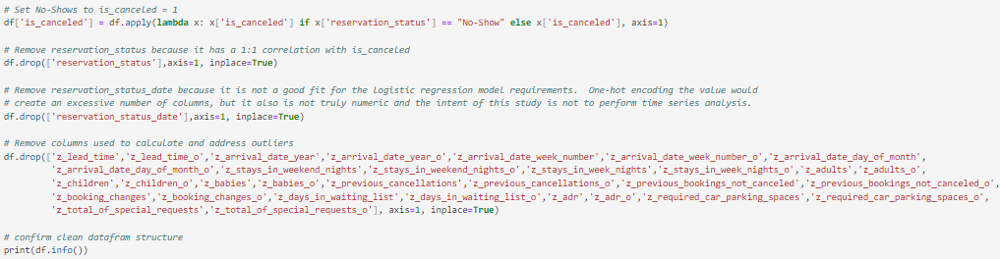 # Set No-Shows to is_canceled = 1
df['is_canceled'] = df.apply(lambda x: x['is_canceled'] if x['reservation_status'] == "No-Show" else x['is_canceled'], axis=1)
# Remove reservation_status because it has a 1:1 correlation with is_canceled
df.drop(['reservation_status'],axis=1, inplace=True)
# Remove reservation_status_date because it is not a good fit for the Logistic regression model requirements.  One-hot encoding the value would
# create an excessive number of columns, but it also is not truly numeric and the intent of this study is not to perform time series analysis.
df.drop(['reservation_status_date'],axis=1, inplace=True)
# Remove columns used to calculate and address outliers
df.drop(['z_lead_time','z_lead_time_o','z_arrival_date_year','z_arrival_date_year_o','z_arrival_date_week_number','z_arrival_date_week_number_o','z_arrival_date_day_of_month',
'z_arrival_date_day_of_month_o','z_stays_in_weekend_nights','z_stays_in_weekend_nights_o','z_stays_in_week_nights','z_stays_in_week_nights_o','z_adults','z_adults_o',
'z_children','z_children_o','z_babies','z_babies_o','z_previous_cancellations','z_previous_cancellations_o','z_previous_bookings_not_canceled','z_previous_bookings_not_canceled_o',
'z_booking_changes','z_booking_changes_o','z_days_in_waiting_list','z_days_in_waiting_list_o','z_adr','z_adr_o','z_required_car_parking_spaces','z_required_car_parking_spaces_o',
'z_total_of_special_requests','z_total_of_special_requests_o'], axis=1, inplace=True)
# confirm clean datafram structure
print(df.info())